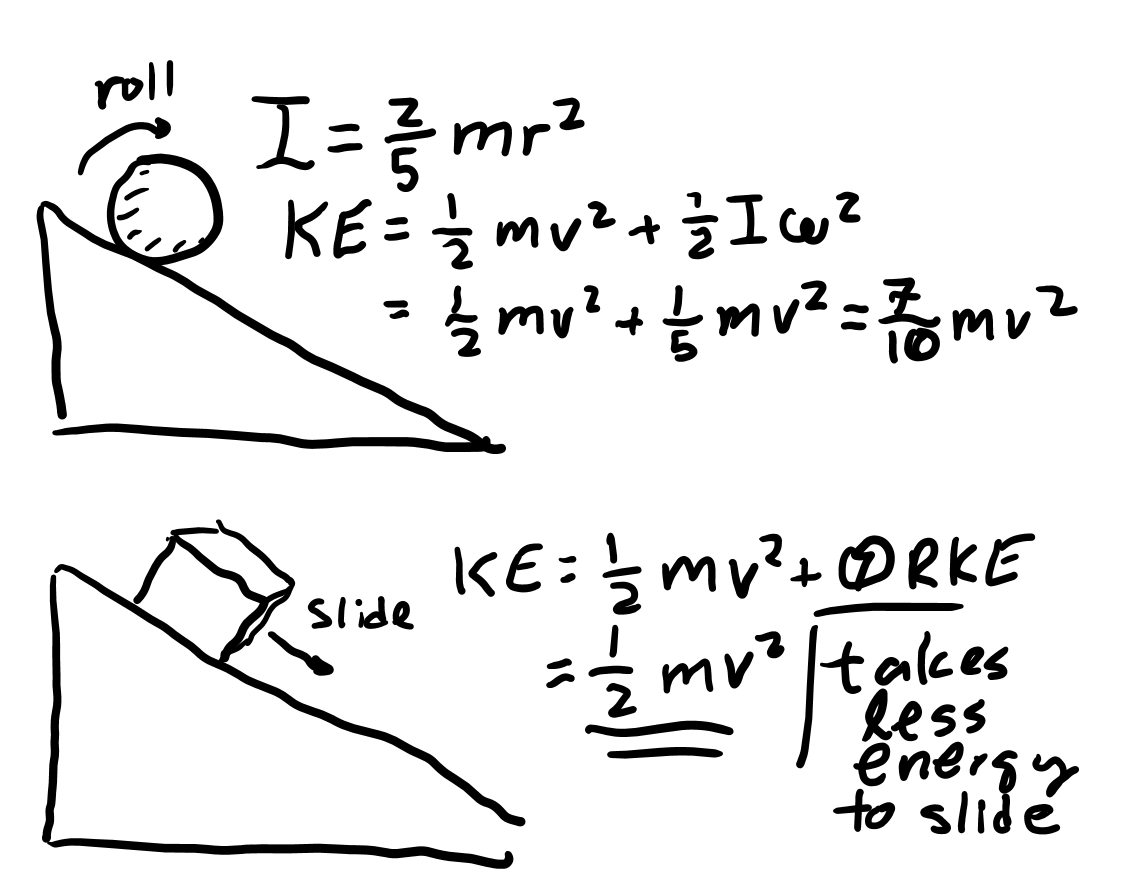 roll
I = 2/5 mr²
KE = 1/2 mv² + 1/2 Iω²
= 1/2 mv² + 1/5 mv² = 7/10 mv²
slide
KE = 1/2 mv² + 0 RKE
= 1/2 mv²
takes
less
energy
to slide